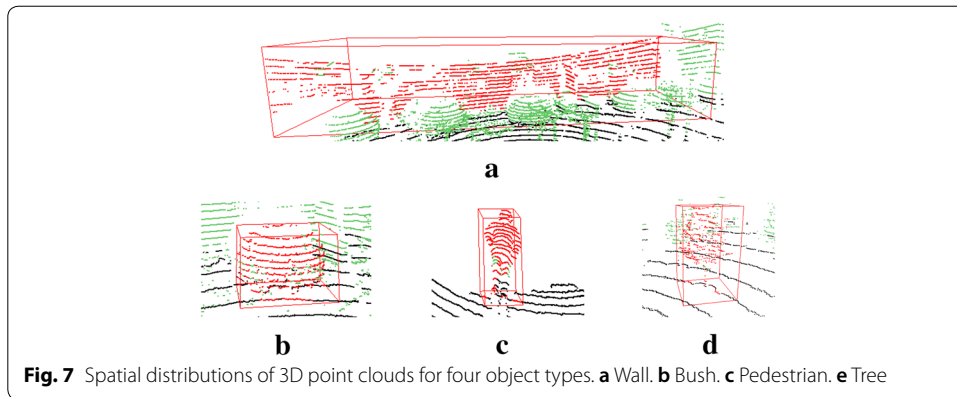 a
b c d
Fig. 7 Spatial distributions of 3D point clouds for four object types. a Wall. b Bush. c Pedestrian. e Tree